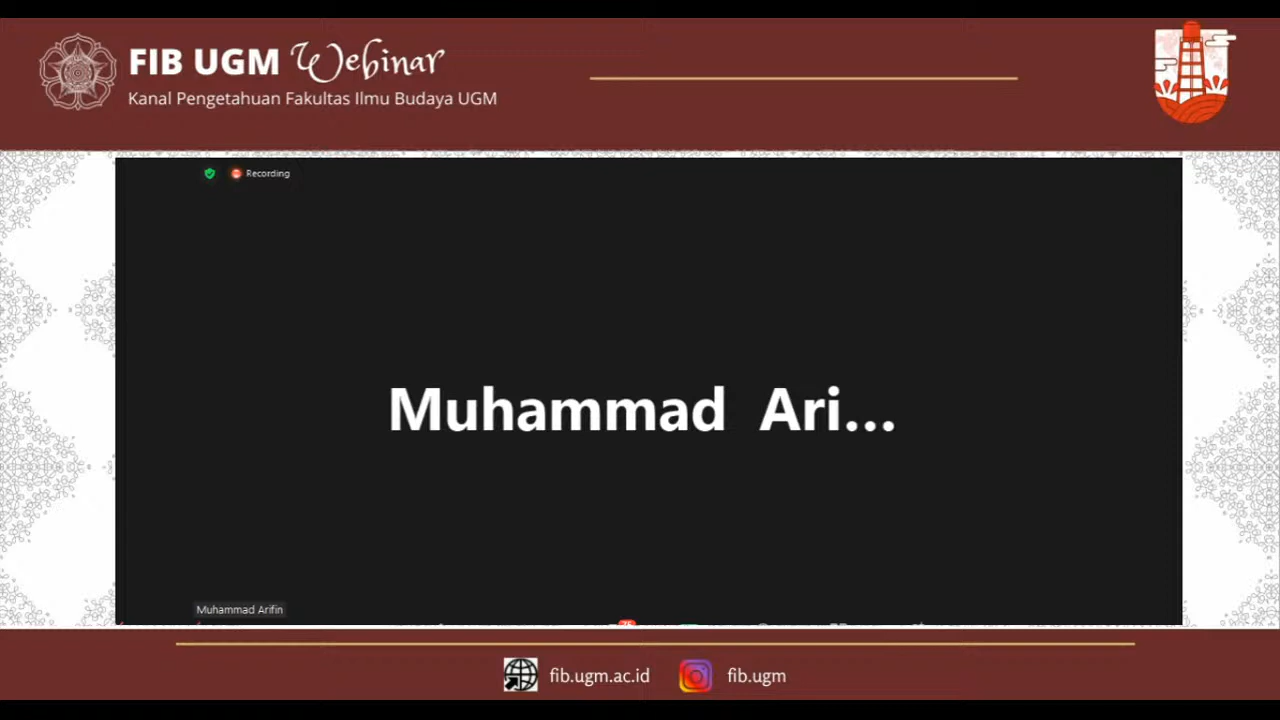 FIB UGM Webinar
Kanal Pengetahuan Fakultas Ilmu Budaya UGM
Recording
Muhammad Ari...
Muhammad Arifin
fib.ugm.ac.id fib.ugm